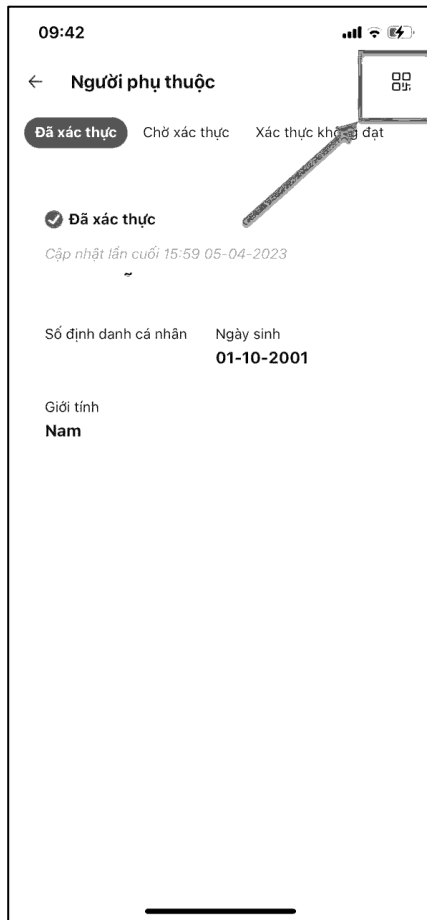 09:42
Người phụ thuộc
Đã xác thực Chờ xác thực Xác thực không đạt
Đã xác thực
Cập nhật lần cuối 15:59 05-04-2023
Số định danh cá nhân Ngày sinh
01-10-2001
Giới tính
Nam